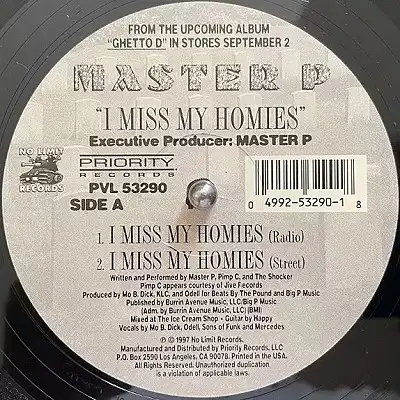 FROM THE UPCOMING ALBUM
"GHETTO D" IN STORES SEPTEMBER 2
MASTER P
"I MISS MY HOMIES"
Executive Producer: MASTER P
NO LIMIT
RECORDS
PRIORITY
RECORDS
PVL 53290
SIDE A
0 4992-53290-1 8
1. I MISS MY HOMIES (Radio)
2. I MISS MY HOMIES (Street)
Written and Performed by Master P, Pimp C, and The Shocker
Pimp C appears courtesy of Jive Records
Produced by Mo B. Dick, KLC, and Odell for Beats By The Pound and Big P Music
Published by Burrin Avenue Music, LLC/Big P Music
(Adm. by Burrin Avenue Music, LLC) (BMI)
Mixed at The Ice Cream Shop • Guitar by Nappy
Vocals by Mo B. Dick, Odell, Sons of Funk and Mercedes
℗ © 1997 No Limit Records.
Manufactured and Distributed by Priority Records, LLC
P.O. Box 2590 Los Angeles, CA 90078. Printed in the USA.
All Rights Reserved. Unauthorized duplication
is a violation of applicable laws.